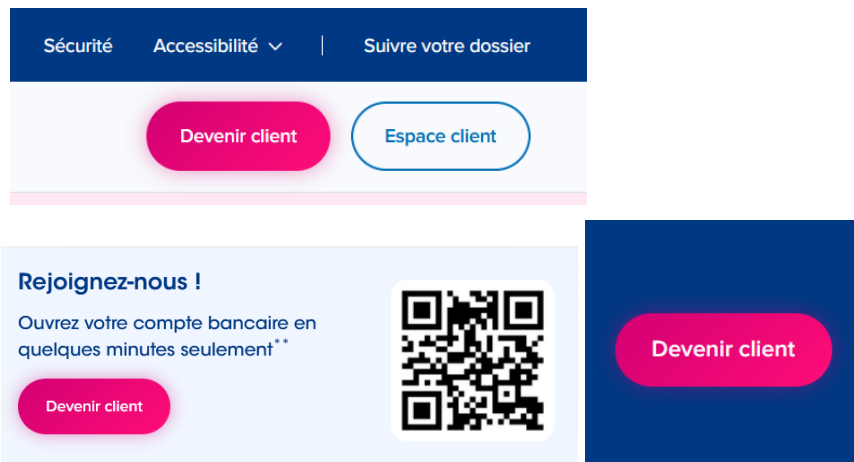 Sécurité Accessibilité Suivre votre dossier
Devenir client Espace client
Rejoignez-nous !
Ouvrez votre compte bancaire en
quelques minutes seulement**
Devenir client
Devenir client